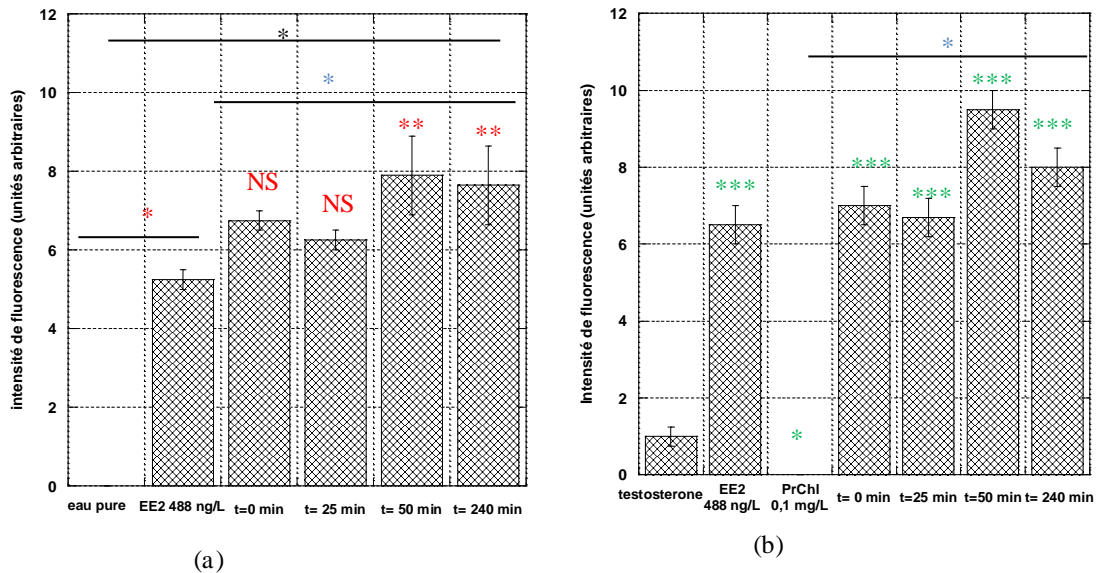 intensité de fluorescence (unités arbitraires)
12
10
8
6
4
2
0
*
*
*
NS
NS
**
**
eau pure
EE2 488 ng/L
t=0 min
t= 25 min
t= 50 min
t= 240 min
(a)
Intensité de fluorescence (unités arbitraires)
12
10
8
6
4
2
0
*
***
*
***
***
***
***
testosterone
EE2
488 ng/L
PrChl
0,1 mg/L
t= 0 min
t=25 min
t=50 min
t= 240 min
(b)